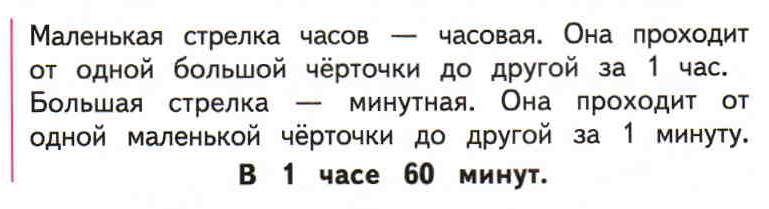 Маленькая стрелка часов — часовая. Она проходит
от одной большой чёрточки до другой за 1 час.
Большая стрелка — минутная. Она проходит от
одной маленькой чёрточки до другой за 1 минуту.
В 1 часе 60 минут.